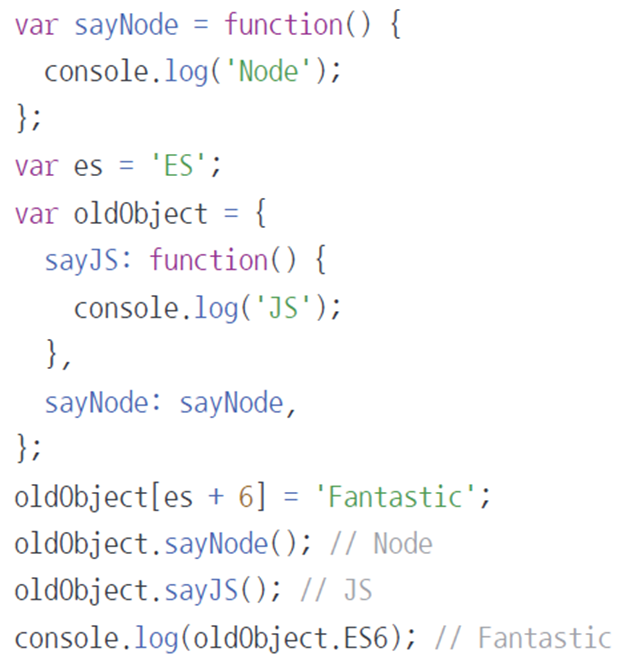 var sayNode = function() {
  console.log('Node');
};
var es = 'ES';
var oldObject = {
  sayJS: function() {
    console.log('JS');
  },
  sayNode: sayNode,
};
oldObject[es + 6] = 'Fantastic';
oldObject.sayNode(); // Node
oldObject.sayJS(); // JS
console.log(oldObject.ES6); // Fantastic